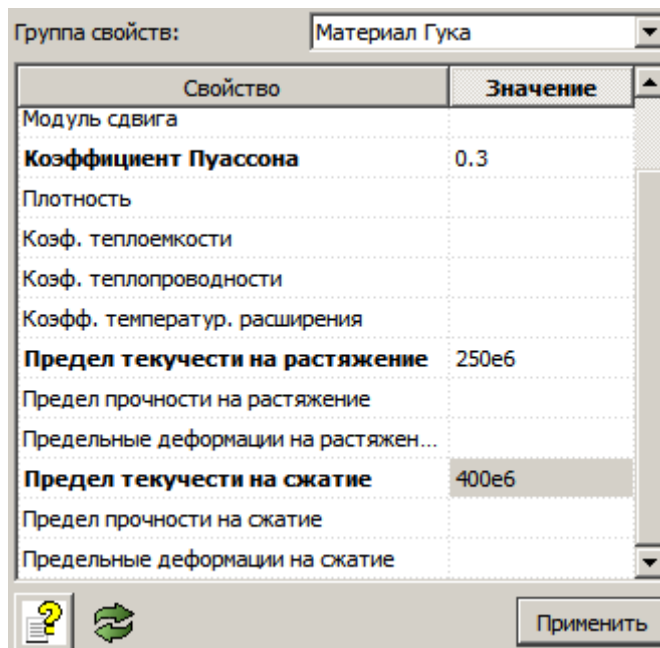 Группа свойств: Материал Гука
Свойство Значение
Модуль сдвига
Коэффициент Пуассона 0.3
Плотность
Коэф. теплоемкости
Коэф. теплопроводности
Коэфф. температур. расширения
Предел текучести на растяжение 250e6
Предел прочности на растяжение
Предельные деформации на растяжен...
Предел текучести на сжатие 400e6
Предел прочности на сжатие
Предельные деформации на сжатие
Применить